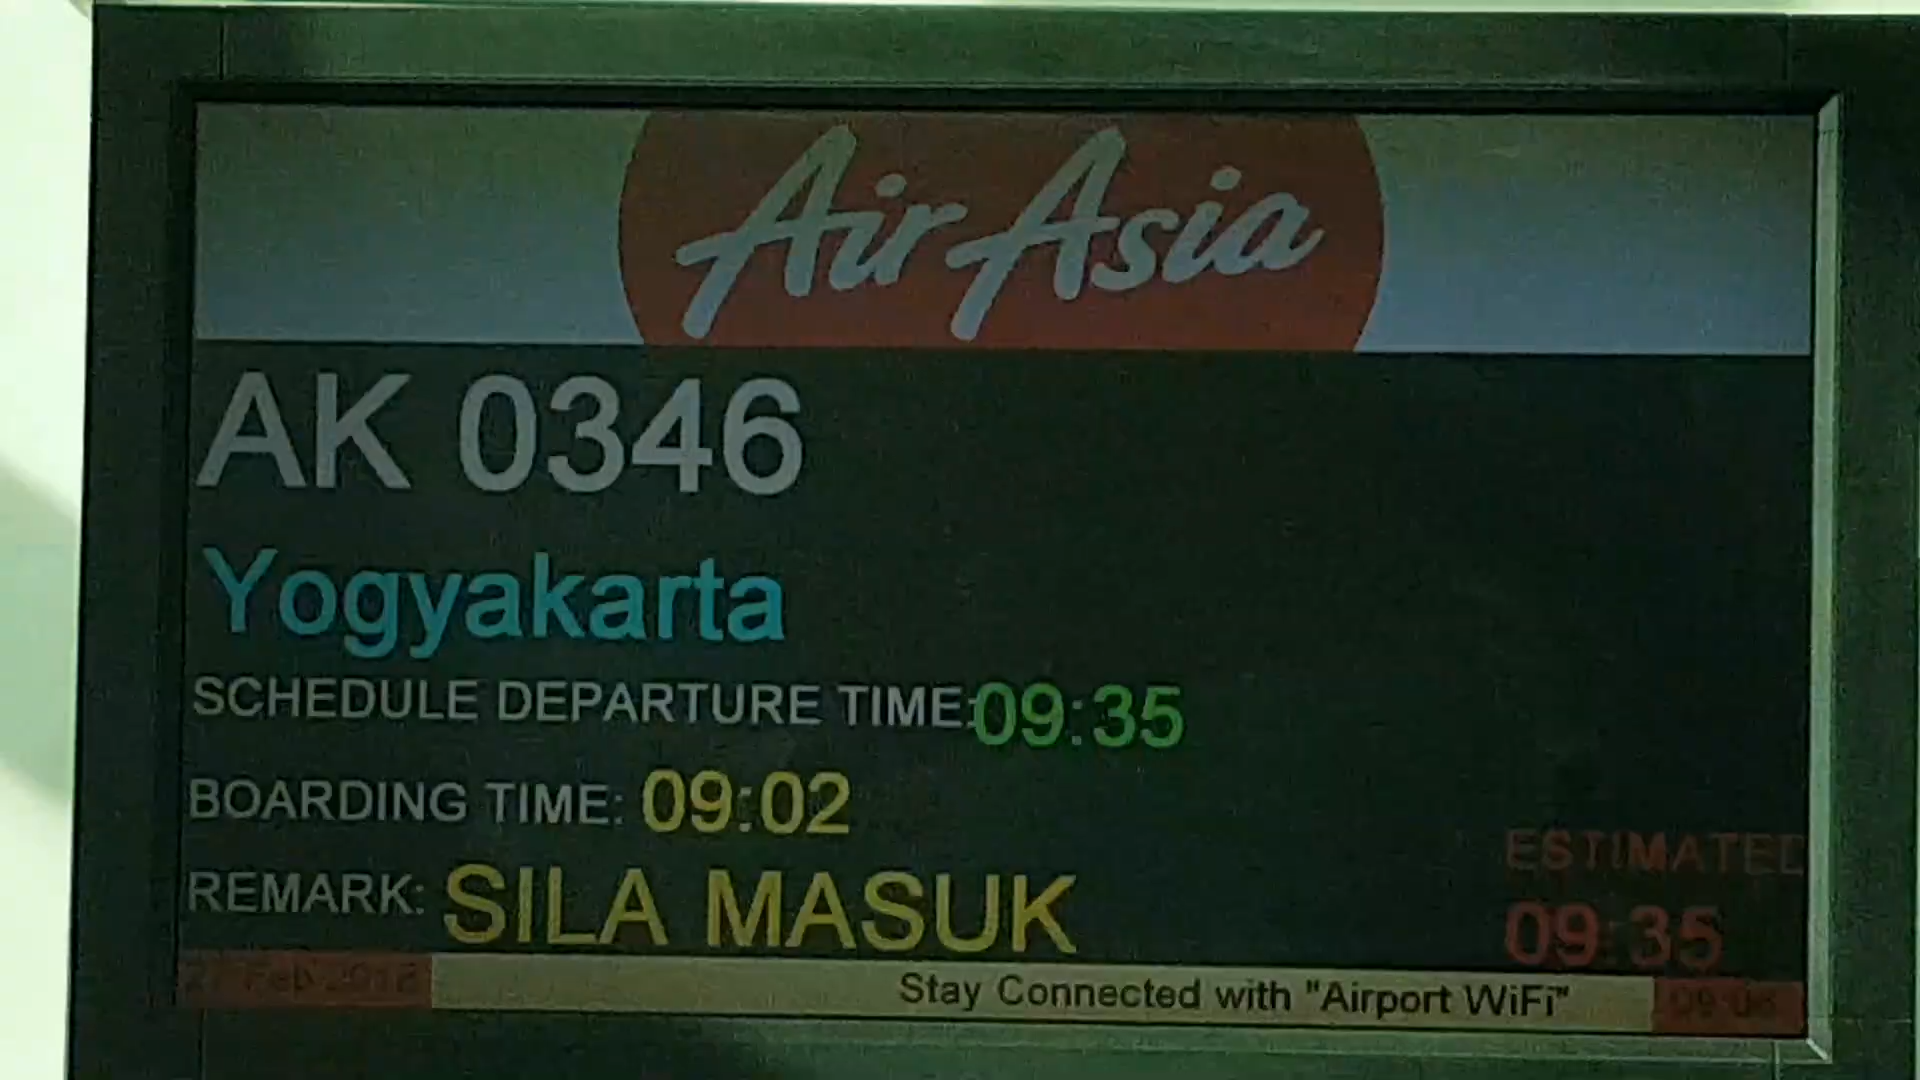 AirAsia
AK 0346
Yogyakarta
SCHEDULE DEPARTURE TIME:09:35
BOARDING TIME: 09:02
ESTIMATED
REMARK: SILA MASUK
09:35
Feb
Stay Connected with "Airport WiFi"